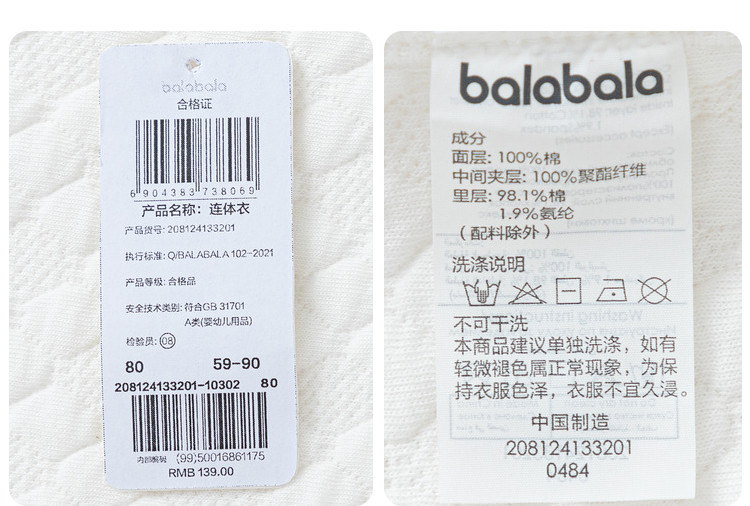 balabala
合格证
6 904383 738069
产品名称: 连体衣
产品货号: 208124133201
执行标准: Q/BALABALA 102-2021
产品等级: 合格品
安全技术类别: 符合GB 31701
A类(婴幼儿用品)
检验员: 08
80 59-90
208124133201-10302 80
内部编码 (99)50016861175
RMB 139.00
balabala
成分
面层: 100%棉
中间夹层: 100%聚酯纤维
里层: 98.1%棉
1.9%氨纶
(配料除外)
洗涤说明
不可干洗
本商品建议单独洗涤，如有
轻微褪色属正常现象，为保
持衣服色泽，衣服不宜久浸。
中国制造
208124133201
0484